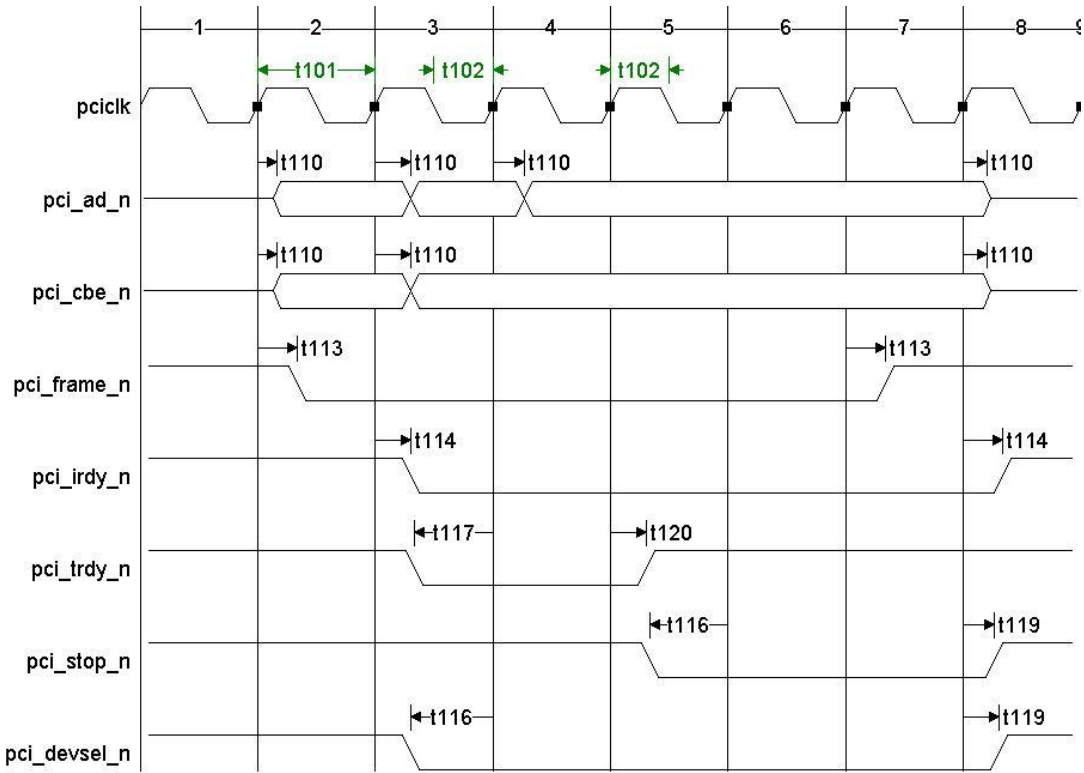 1 2 3 4 5 6 7 8 9
t101 t102 t102
pciclk
t110 t110 t110 t110
pci_ad_n
t110 t110 t110
pci_cbe_n
t113 t113
pci_frame_n
t114 t114
pci_irdy_n
t117 t120
pci_trdy_n
t116 t119
pci_stop_n
t116 t119
pci_devsel_n